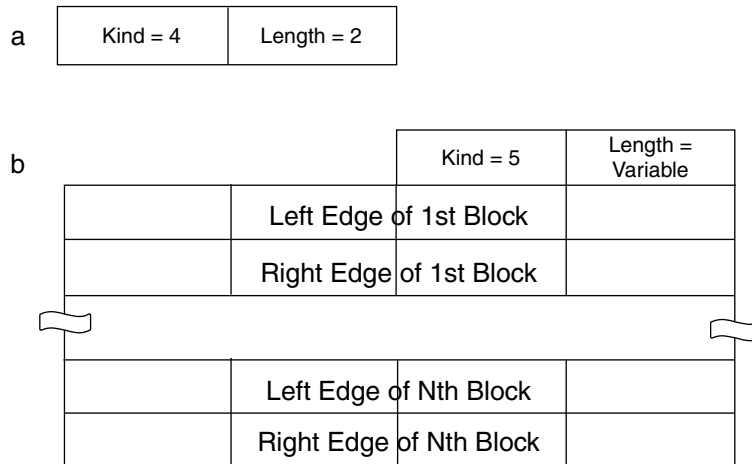 a
Kind = 4 Length = 2
b
Kind = 5 Length =
Variable
Left Edge of 1st Block
Right Edge of 1st Block
Left Edge of Nth Block
Right Edge of Nth Block